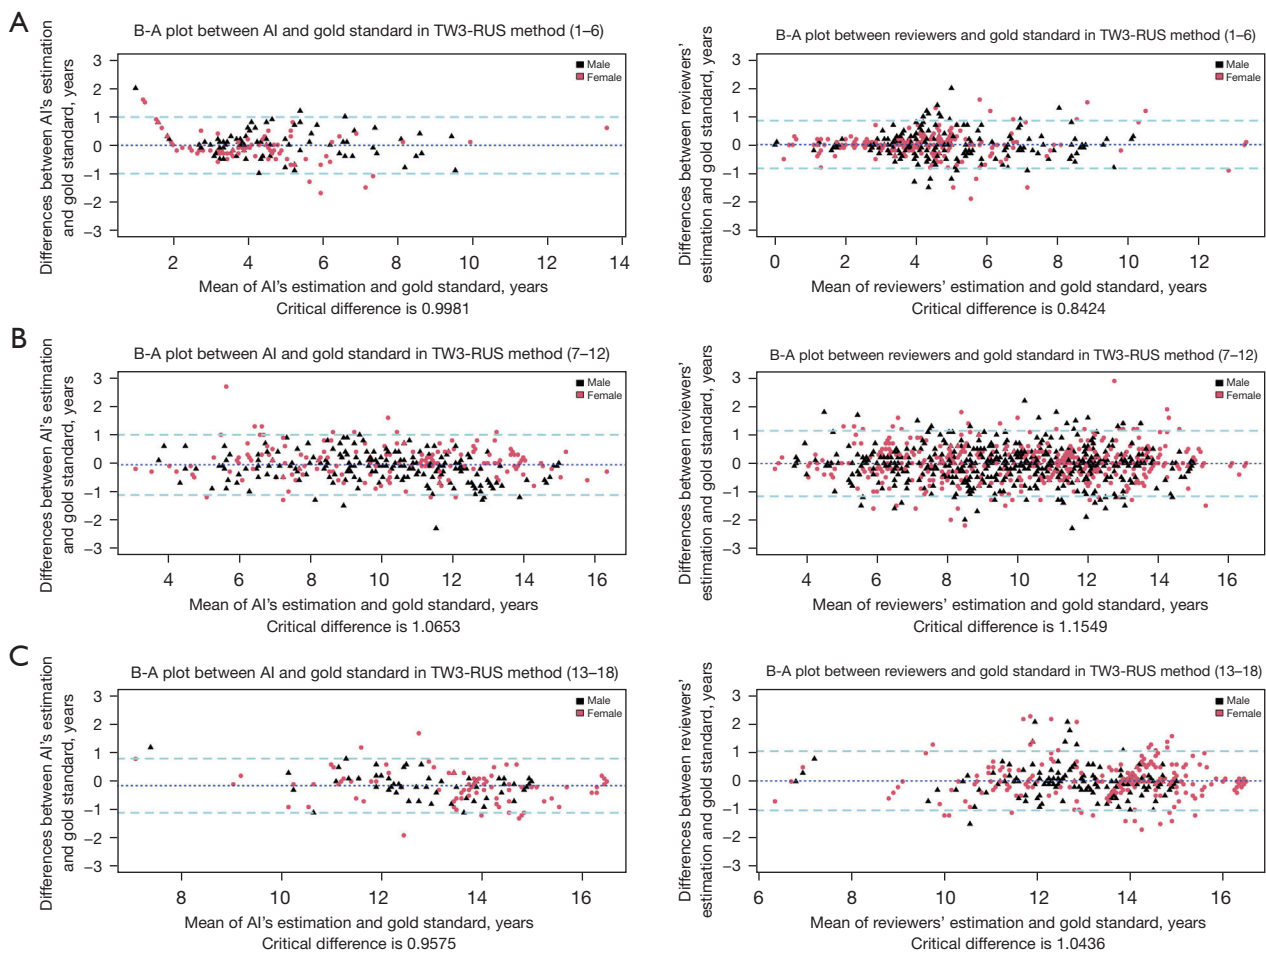 A
B-A plot between AI and gold standard in TW3-RUS method (1–6)
Differences between AI's estimation
and gold standard, years
3
2
1
0
−1
−2
−3
Male
Female
2
4
6
8
10
12
14
Mean of AI's estimation and gold standard, years
Critical difference is 0.9981
B-A plot between reviewers and gold standard in TW3-RUS method (1–6)
Differences between reviewers'
estimation and gold standard, years
3
2
1
0
−1
−2
−3
Male
Female
0
2
4
6
8
10
12
Mean of reviewers' estimation and gold standard, years
Critical difference is 0.8424
B
B-A plot between AI and gold standard in TW3-RUS method (7–12)
Differences between AI's estimation
and gold standard, years
3
2
1
0
−1
−2
−3
Male
Female
4
6
8
10
12
14
16
Mean of AI's estimation and gold standard, years
Critical difference is 1.0653
B-A plot between reviewers and gold standard in TW3-RUS method (7–12)
Differences between reviewers'
estimation and gold standard, years
3
2
1
0
−1
−2
−3
Male
Female
4
6
8
10
12
14
16
Mean of reviewers' estimation and gold standard, years
Critical difference is 1.1549
C
B-A plot between AI and gold standard in TW3-RUS method (13–18)
Differences between AI's estimation
and gold standard, years
3
2
1
0
−1
−2
−3
Male
Female
8
10
12
14
16
Mean of AI's estimation and gold standard, years
Critical difference is 0.9575
B-A plot between reviewers and gold standard in TW3-RUS method (13–18)
Differences between reviewers'
estimation and gold standard, years
3
2
1
0
−1
−2
−3
Male
Female
6
8
10
12
14
16
Mean of reviewers' estimation and gold standard, years
Critical difference is 1.0436